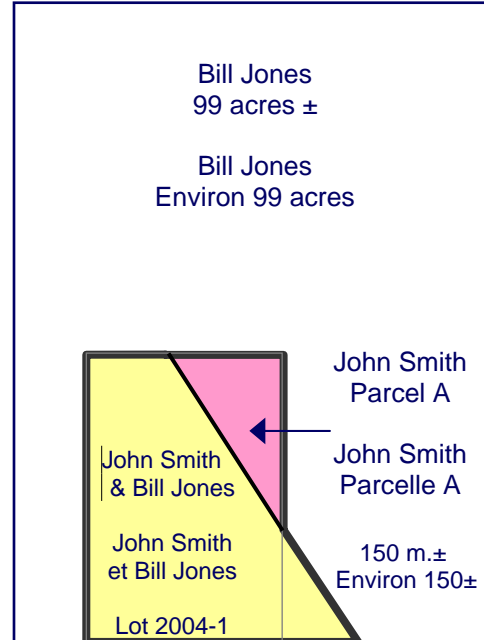 Bill Jones
99 acres ±
Bill Jones
Environ 99 acres
John Smith
Parcel A
John Smith
Parcelle A
John Smith
& Bill Jones
John Smith
et Bill Jones
Lot 2004-1
150 m.±
Environ 150±